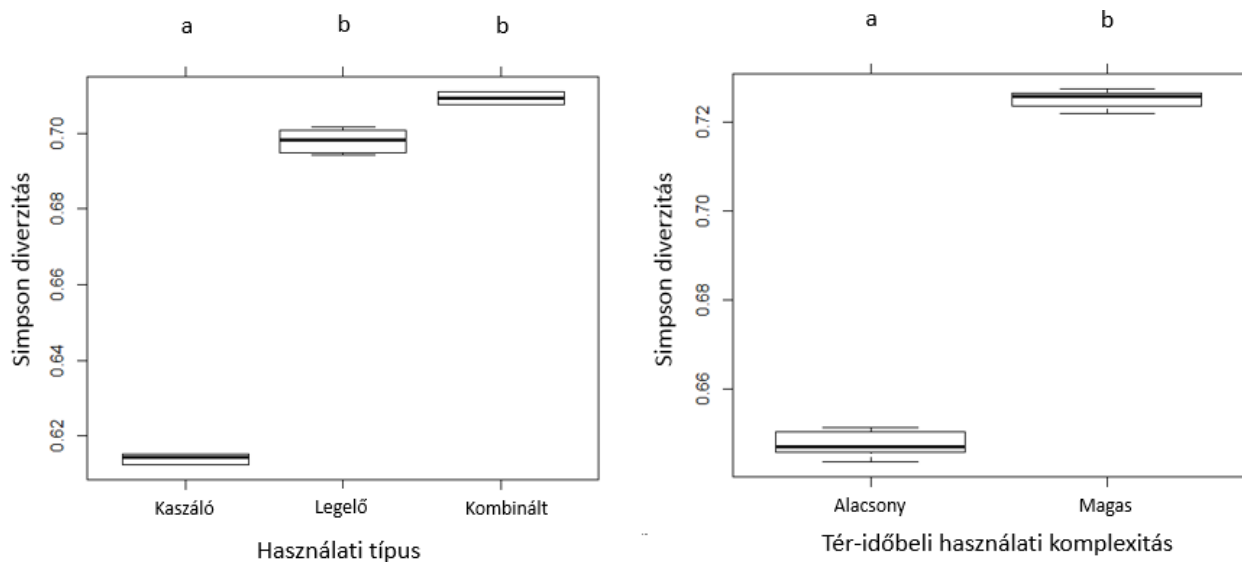 a b b
Simpson diverzitás
0.70
0.68
0.66
0.64
0.62
Kaszáló Legelő Kombinált
Használati típus
a b
Simpson diverzitás
0.72
0.70
0.68
0.66
Alacsony Magas
Tér-időbeli használati komplexitás